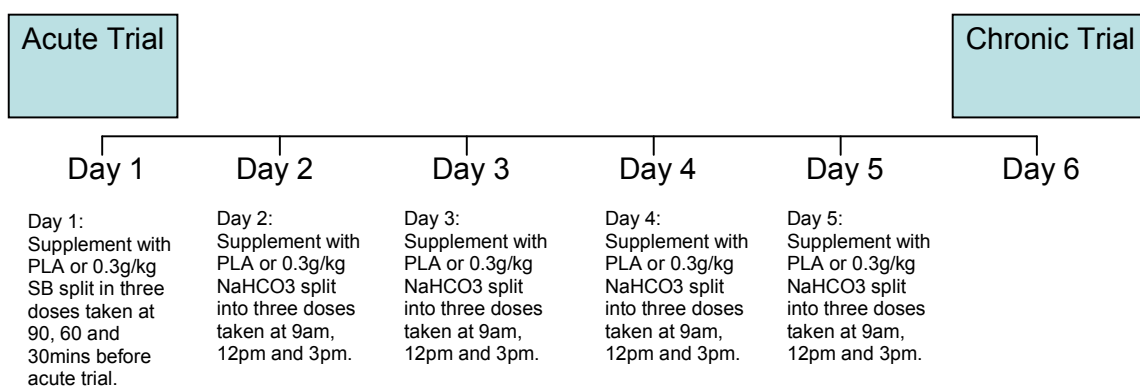 Acute Trial
Chronic Trial
Day 1
Day 2
Day 3
Day 4
Day 5
Day 6
Day 1:
Supplement with
PLA or 0.3g/kg
SB split in three
doses taken at
90, 60 and
30mins before
acute trial.
Day 2:
Supplement with
PLA or 0.3g/kg
NaHCO3 split
into three doses
taken at 9am,
12pm and 3pm.
Day 3:
Supplement with
PLA or 0.3g/kg
NaHCO3 split
into three doses
taken at 9am,
12pm and 3pm.
Day 4:
Supplement with
PLA or 0.3g/kg
NaHCO3 split
into three doses
taken at 9am,
12pm and 3pm.
Day 5:
Supplement with
PLA or 0.3g/kg
NaHCO3 split
into three doses
taken at 9am,
12pm and 3pm.